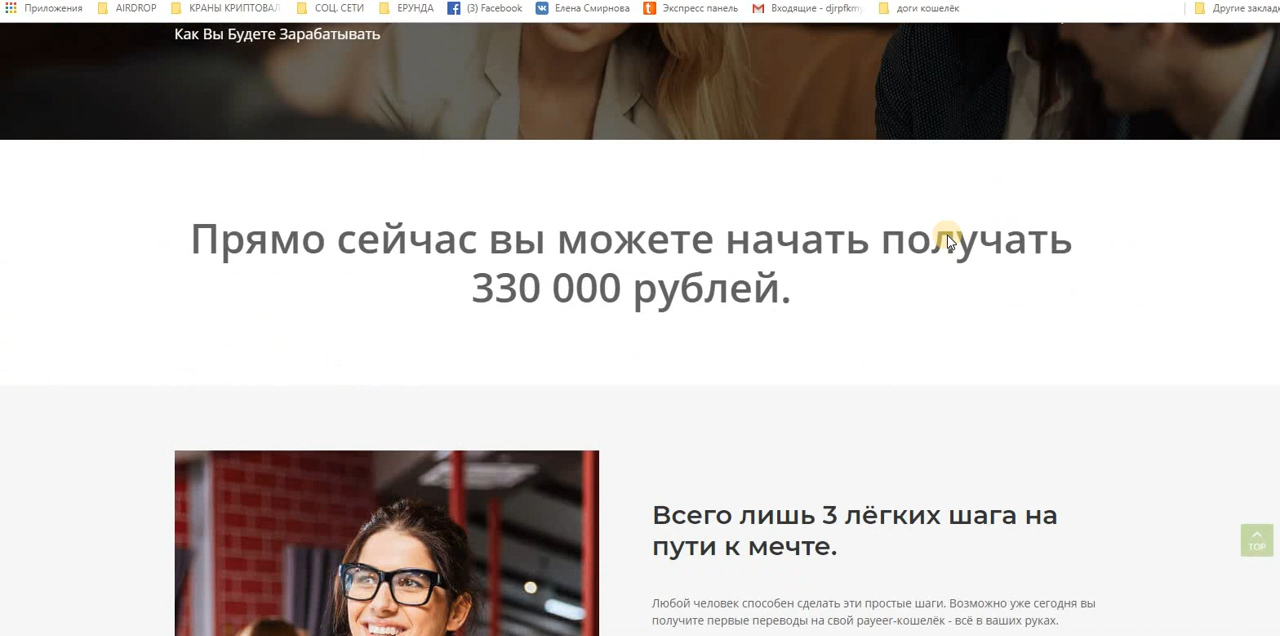 Приложения
AIRDROP
КРАНЫ КРИПТОВАЛ
СОЦ. СЕТИ
ЕРУНДА
(3) Facebook
Елена Смирнова
Экспресс панель
Входящие - djrpfkm
доги кошелёк
Другие заклад
Как Вы Будете Зарабатывать
Прямо сейчас вы можете начать получать
330 000 рублей.
Всего лишь 3 лёгких шага на
пути к мечте.
Любой человек способен сделать эти простые шаги. Возможно уже сегодня вы
получите первые переводы на свой payeer-кошелёк - всё в ваших руках.
TOP